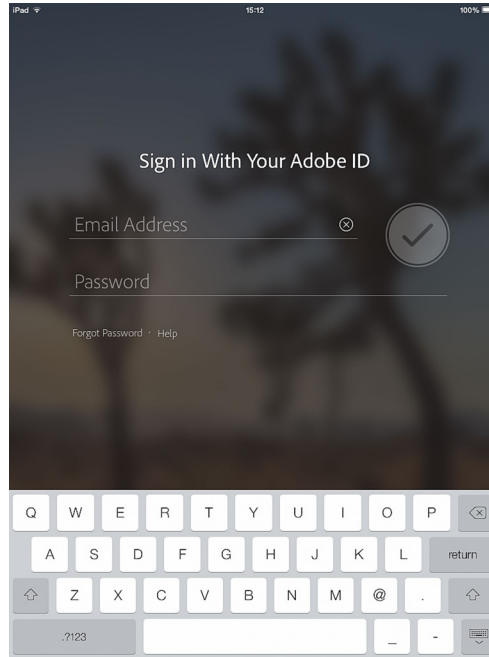 iPad 15:12 100%
Sign in With Your Adobe ID
Email Address
Password
Forgot Password · Help
Q W E R T Y U I O P
A S D F G H J K L return
Z X C V B N M @ .
.?123 _ -